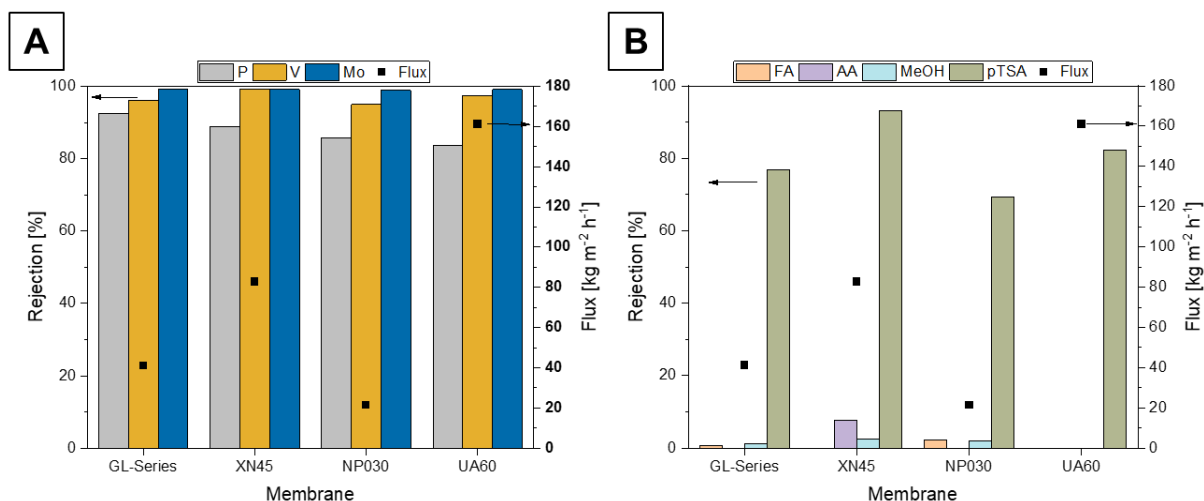 A
P V Mo Flux
100
80
60
40
20
0
Rejection [%]
180
160
140
120
100
80
60
40
20
0
Flux [kg m⁻² h⁻¹]
GL-Series XN45 NP030 UA60
Membrane
B
FA AA MeOH pTSA Flux
100
80
60
40
20
0
Rejection [%]
180
160
140
120
100
80
60
40
20
0
Flux [kg m⁻² h⁻¹]
GL-Series XN45 NP030 UA60
Membrane